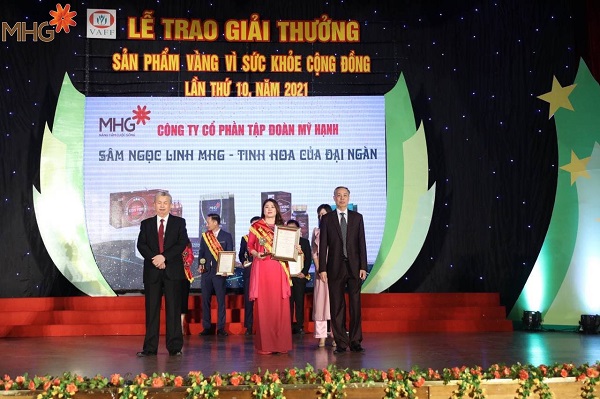 MHG
VAFF
LỄ TRAO GIẢI THƯỞNG
SẢN PHẨM VÀNG VÌ SỨC KHỎE CỘNG ĐỒNG
LẦN THỨ 10, NĂM 2021
MHG
CÔNG TY CỔ PHẦN TẬP ĐOÀN MỸ HẠNH
SÂM NGỌC LINH MHG - TINH HOA CỦA ĐẠI NGÀN